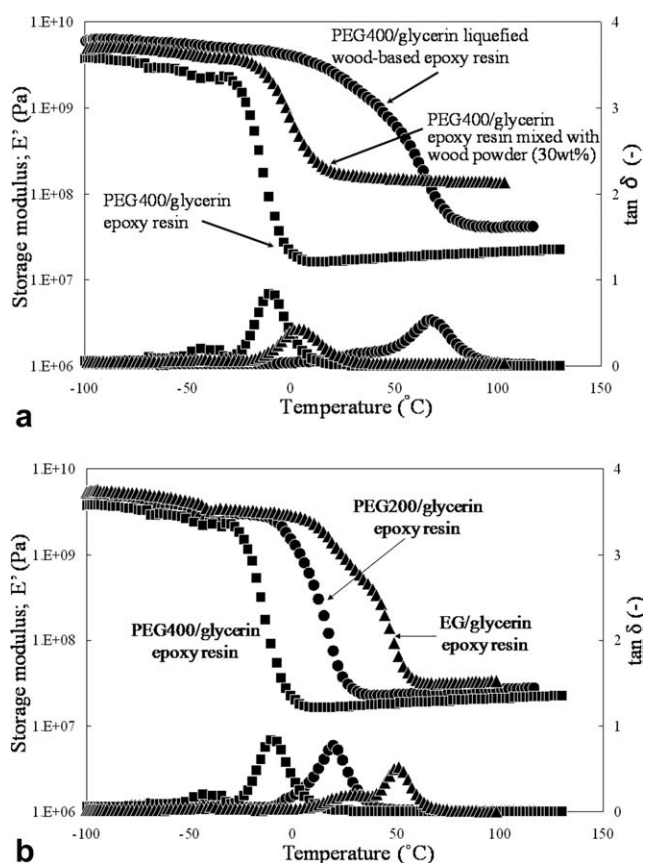 1.E+10
1.E+09
1.E+08
1.E+07
1.E+06
Storage modulus; E' (Pa)
PEG400/glycerin liquefied
wood-based epoxy resin
PEG400/glycerin
epoxy resin mixed with
wood powder (30wt%)
PEG400/glycerin
epoxy resin
4
3
2
1
0
tan δ (-)
-100 -50 0 50 100 150
Temperature (°C)
a
1.E+10
1.E+09
1.E+08
1.E+07
1.E+06
Storage modulus; E' (Pa)
PEG200/glycerin
epoxy resin
PEG400/glycerin
epoxy resin
EG/glycerin
epoxy resin
4
3
2
1
0
tan δ (-)
-100 -50 0 50 100 150
Temperature (°C)
b